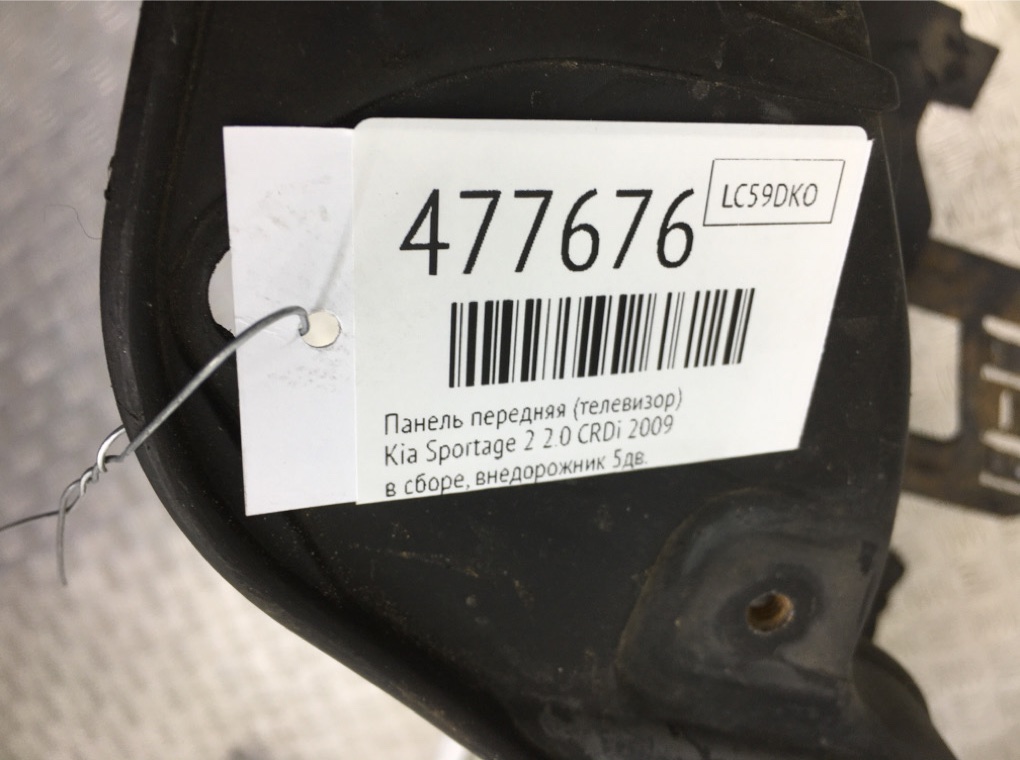 477676
LC59DKO
Панель передняя (телевизор)
Kia Sportage 2 2.0 CRDi 2009
в сборе, внедорожник 5дв.